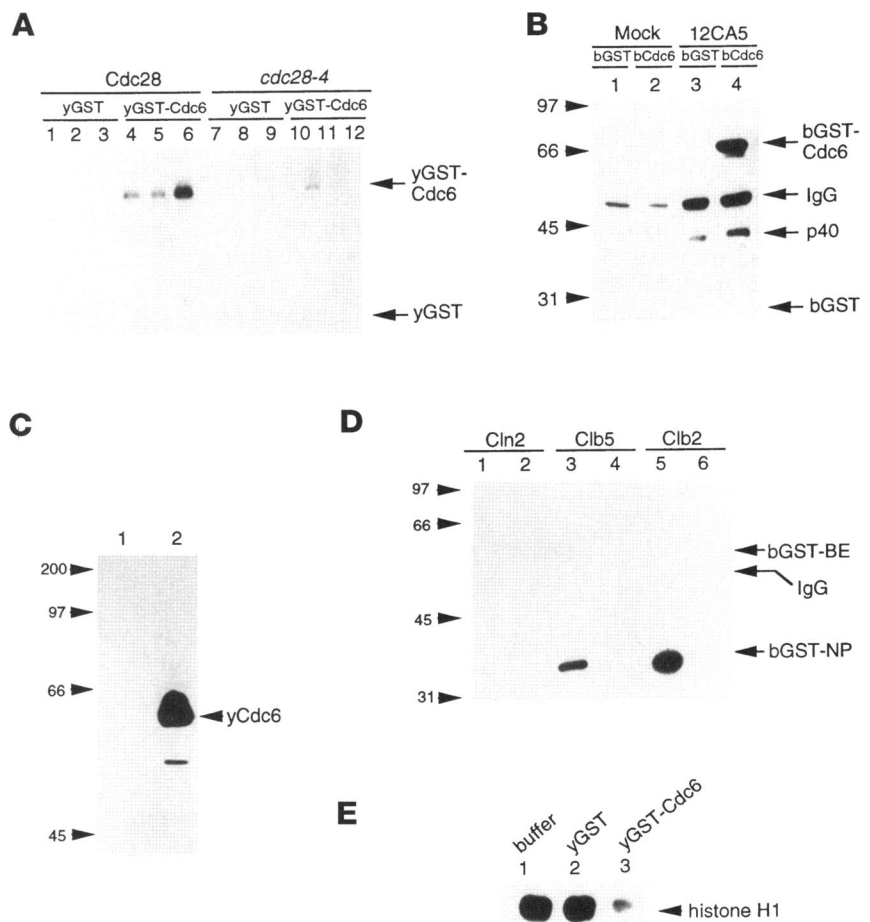 A
Cdc28 cdc28-4
yGST yGST-Cdc6 yGST yGST-Cdc6
1 2 3 4 5 6 7 8 9 10 11 12
yGST-
Cdc6
yGST
B
Mock 12CA5
bGST bCdc6 bGST bCdc6
1 2 3 4
97
66
45
31
bGST-
Cdc6
IgG
p40
bGST
C
1 2
200
97
66
45
yCdc6
D
Cln2 Clb5 Clb2
1 2 3 4 5 6
97
66
45
31
bGST-BE
IgG
bGST-NP
E
buffer yGST yGST-Cdc6
1 2 3
histone H1